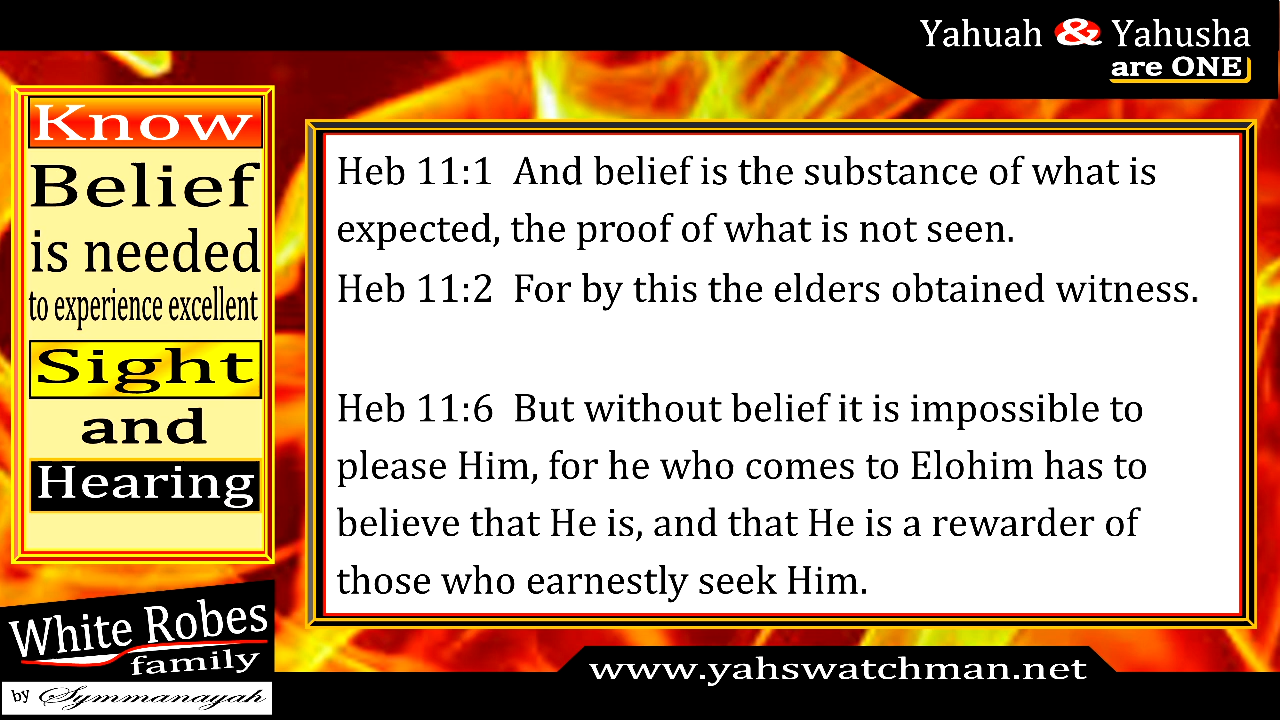 Yahuah & Yahusha
are ONE
Know
Belief
is needed
to experience excellent
Sight
and
Hearing
Heb 11:1 And belief is the substance of what is
expected, the proof of what is not seen.
Heb 11:2 For by this the elders obtained witness.
Heb 11:6 But without belief it is impossible to
please Him, for he who comes to Elohim has to
believe that He is, and that He is a rewarder of
those who earnestly seek Him.
White Robes
family
by Symmanayah
www.yahswatchman.net